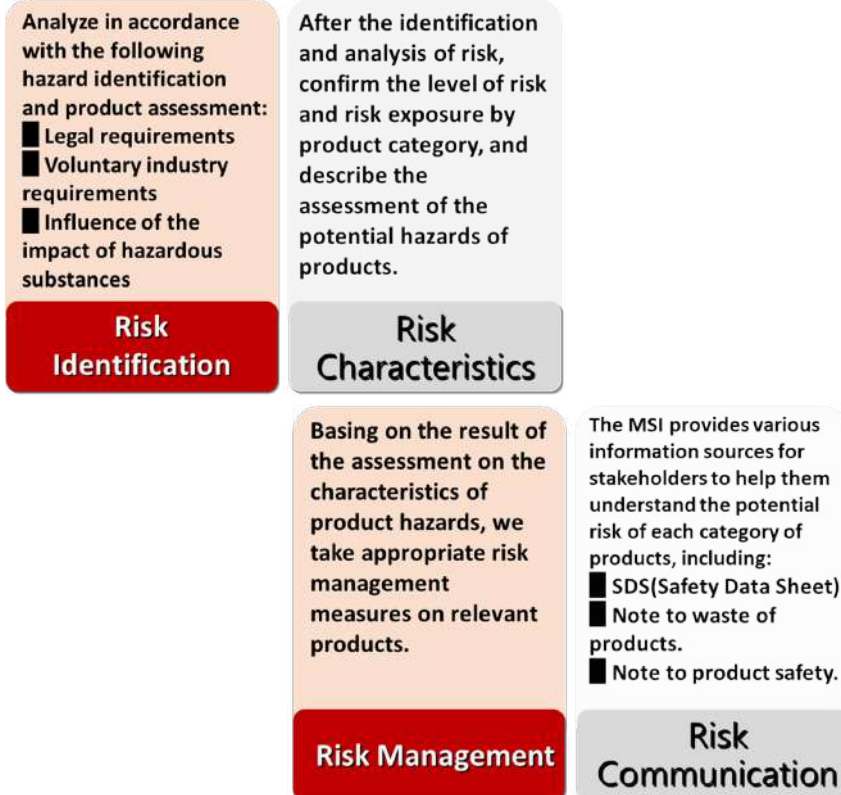 Analyze in accordance
with the following
hazard identification
and product assessment:
■ Legal requirements
■ Voluntary industry
requirements
■ Influence of the
impact of hazardous
substances
Risk
Identification
After the identification
and analysis of risk,
confirm the level of risk
and risk exposure by
product category, and
describe the
assessment of the
potential hazards of
products.
Risk
Characteristics
Basing on the result of
the assessment on the
characteristics of
product hazards, we
take appropriate risk
management
measures on relevant
products.
Risk Management
The MSI provides various
information sources for
stakeholders to help them
understand the potential
risk of each category of
products, including:
■ SDS(Safety Data Sheet)
■ Note to waste of
products.
■ Note to product safety.
Risk
Communication